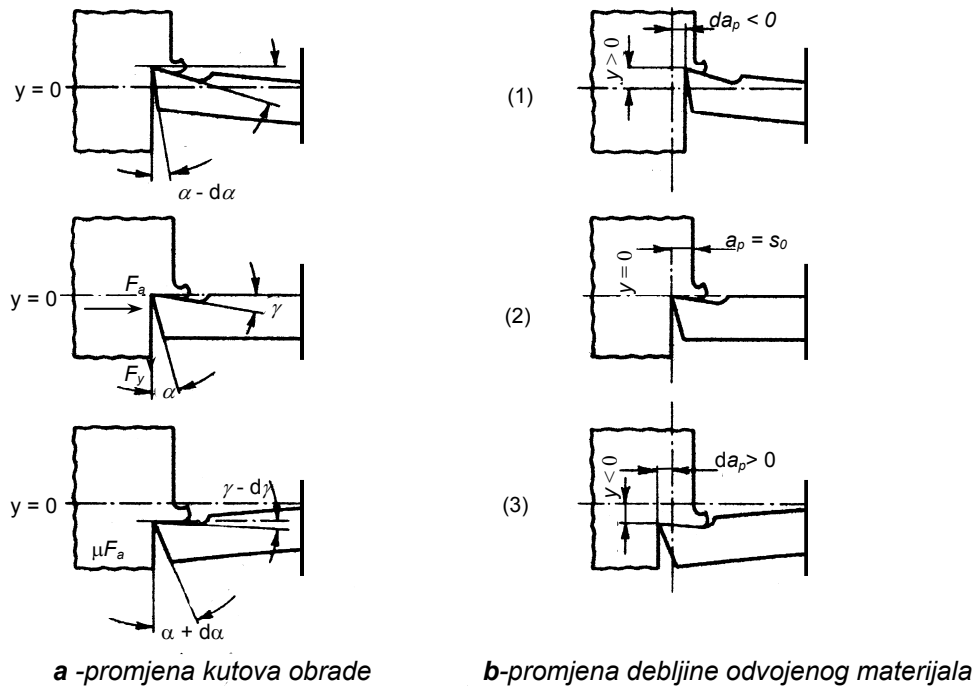 y = 0
α - dα
(1)
y > 0
daₚ < 0
y = 0
Fₐ
γ
F_y
α
(2)
y = 0
aₚ = s₀
y = 0
γ - dγ
μFₐ
α + dα
(3)
y < 0
daₚ > 0
a -promjena kutova obrade
b-promjena debljine odvojenog materijala